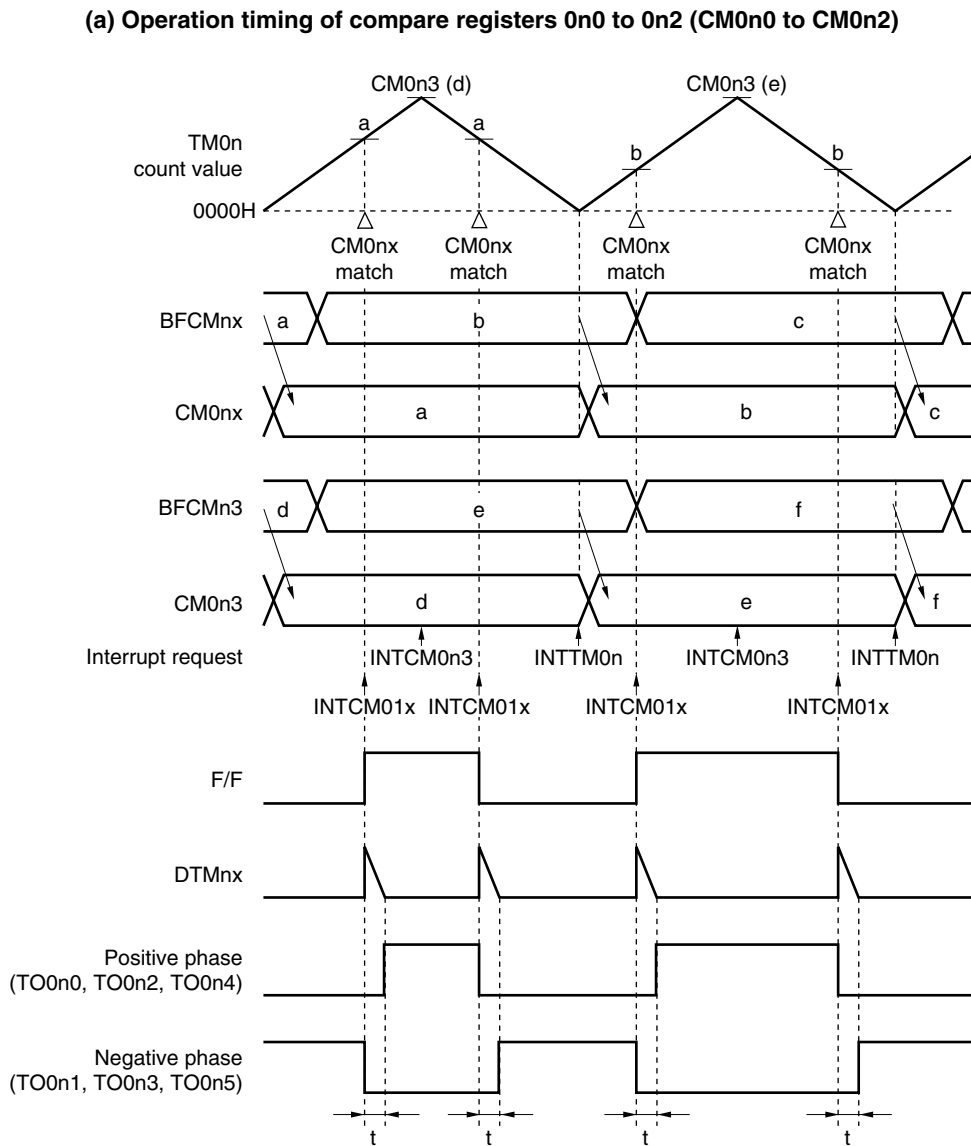 (a) Operation timing of compare registers 0n0 to 0n2 (CM0n0 to CM0n2)
CM0n3 (d) CM0n3 (e)
a a
TM0n
count value
b b
0000H
CM0nx CM0nx CM0nx CM0nx
match match match match
BFCMnx a b c
CM0nx a b c
BFCMn3 d e f
CM0n3 d e f
Interrupt request INTCM0n3 INTTM0n INTCM0n3 INTTM0n
INTCM01x INTCM01x INTCM01x INTCM01x
F/F
DTMnx
Positive phase
(TO0n0, TO0n2, TO0n4)
Negative phase
(TO0n1, TO0n3, TO0n5)
t t t t